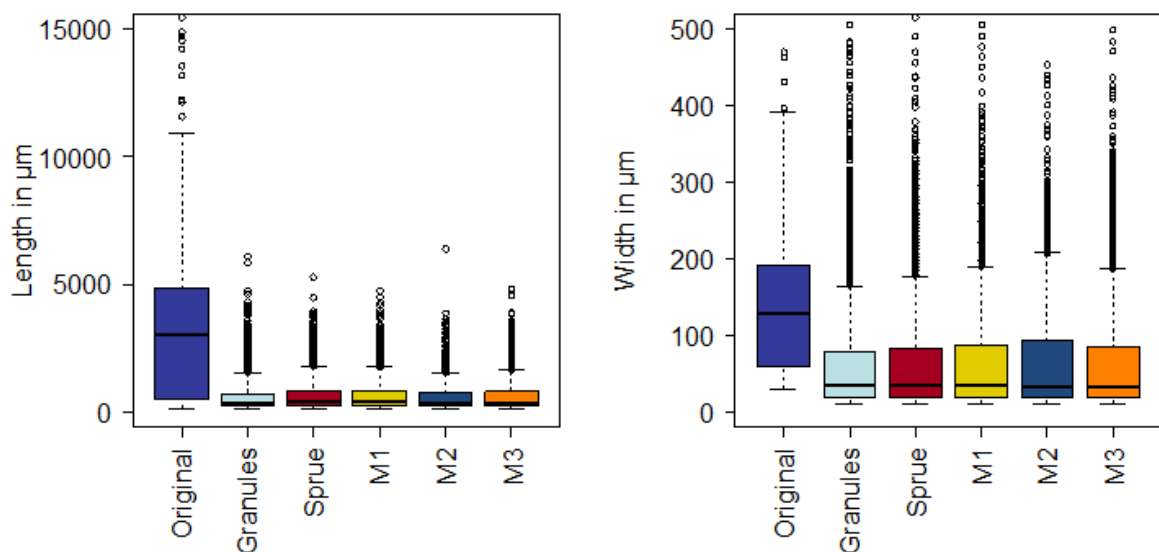 Length in µm
15000
10000
5000
0
Original
Granules
Sprue
M1
M2
M3
Width in µm
500
400
300
200
100
0
Original
Granules
Sprue
M1
M2
M3